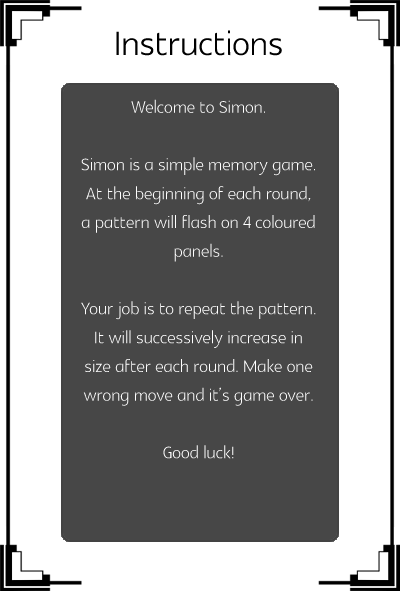 Instructions
Welcome to Simon.
Simon is a simple memory game.
At the beginning of each round,
a pattern will flash on 4 coloured
panels.
Your job is to repeat the pattern.
It will successively increase in
size after each round. Make one
wrong move and it's game over.
Good luck!